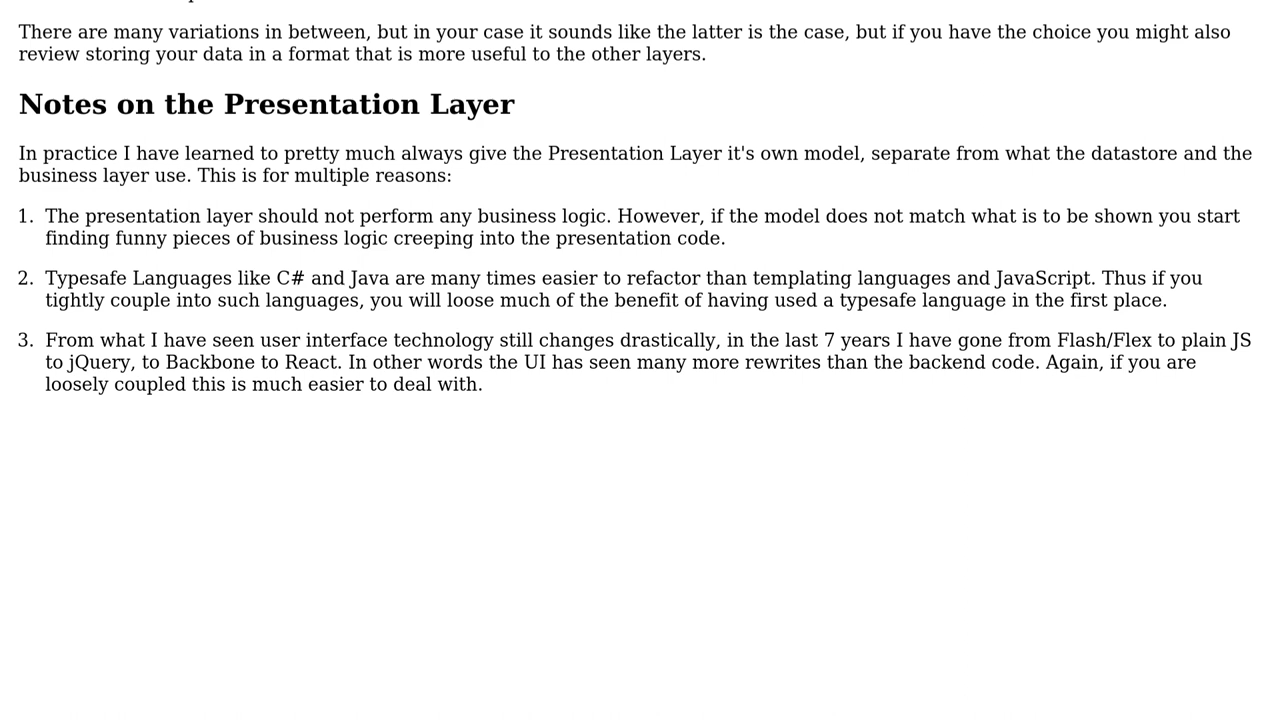 There are many variations in between, but in your case it sounds like the latter is the case, but if you have the choice you might also
review storing your data in a format that is more useful to the other layers.
Notes on the Presentation Layer
In practice I have learned to pretty much always give the Presentation Layer it's own model, separate from what the datastore and the
business layer use. This is for multiple reasons:
1. The presentation layer should not perform any business logic. However, if the model does not match what is to be shown you start
finding funny pieces of business logic creeping into the presentation code.
2. Typesafe Languages like C# and Java are many times easier to refactor than templating languages and JavaScript. Thus if you
tightly couple into such languages, you will loose much of the benefit of having used a typesafe language in the first place.
3. From what I have seen user interface technology still changes drastically, in the last 7 years I have gone from Flash/Flex to plain JS
to jQuery, to Backbone to React. In other words the UI has seen many more rewrites than the backend code. Again, if you are
loosely coupled this is much easier to deal with.